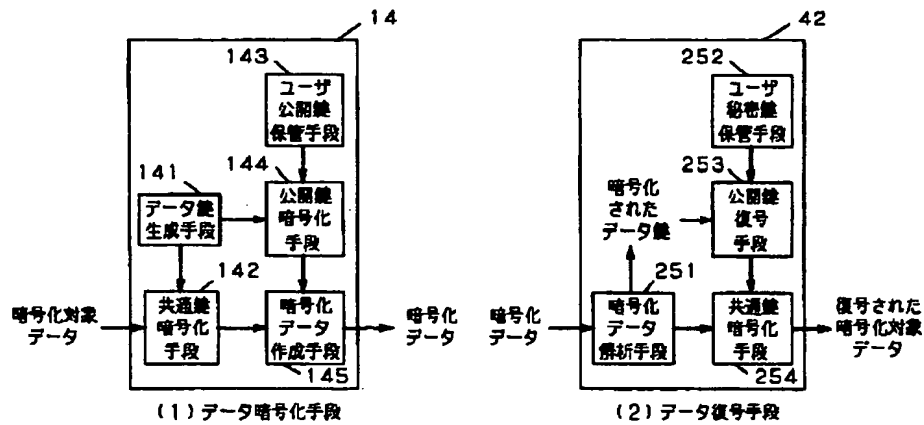 14
143
ユーザ
公開鍵
保管手段
144
公開鍵
暗号化
手段
141
データ鍵
生成手段
142
暗号化対象
データ
共通鍵
暗号化
手段
暗号化
データ
作成手段
145
暗号化
データ
(1)データ暗号化手段
42
252
ユーザ
秘密鍵
保管手段
253
公開鍵
復号
手段
暗号化
された
データ鍵
251
暗号化
データ
暗号化
データ
解析手段
共通鍵
暗号化
手段
254
復号された
暗号化対象
データ
(2)データ復号手段